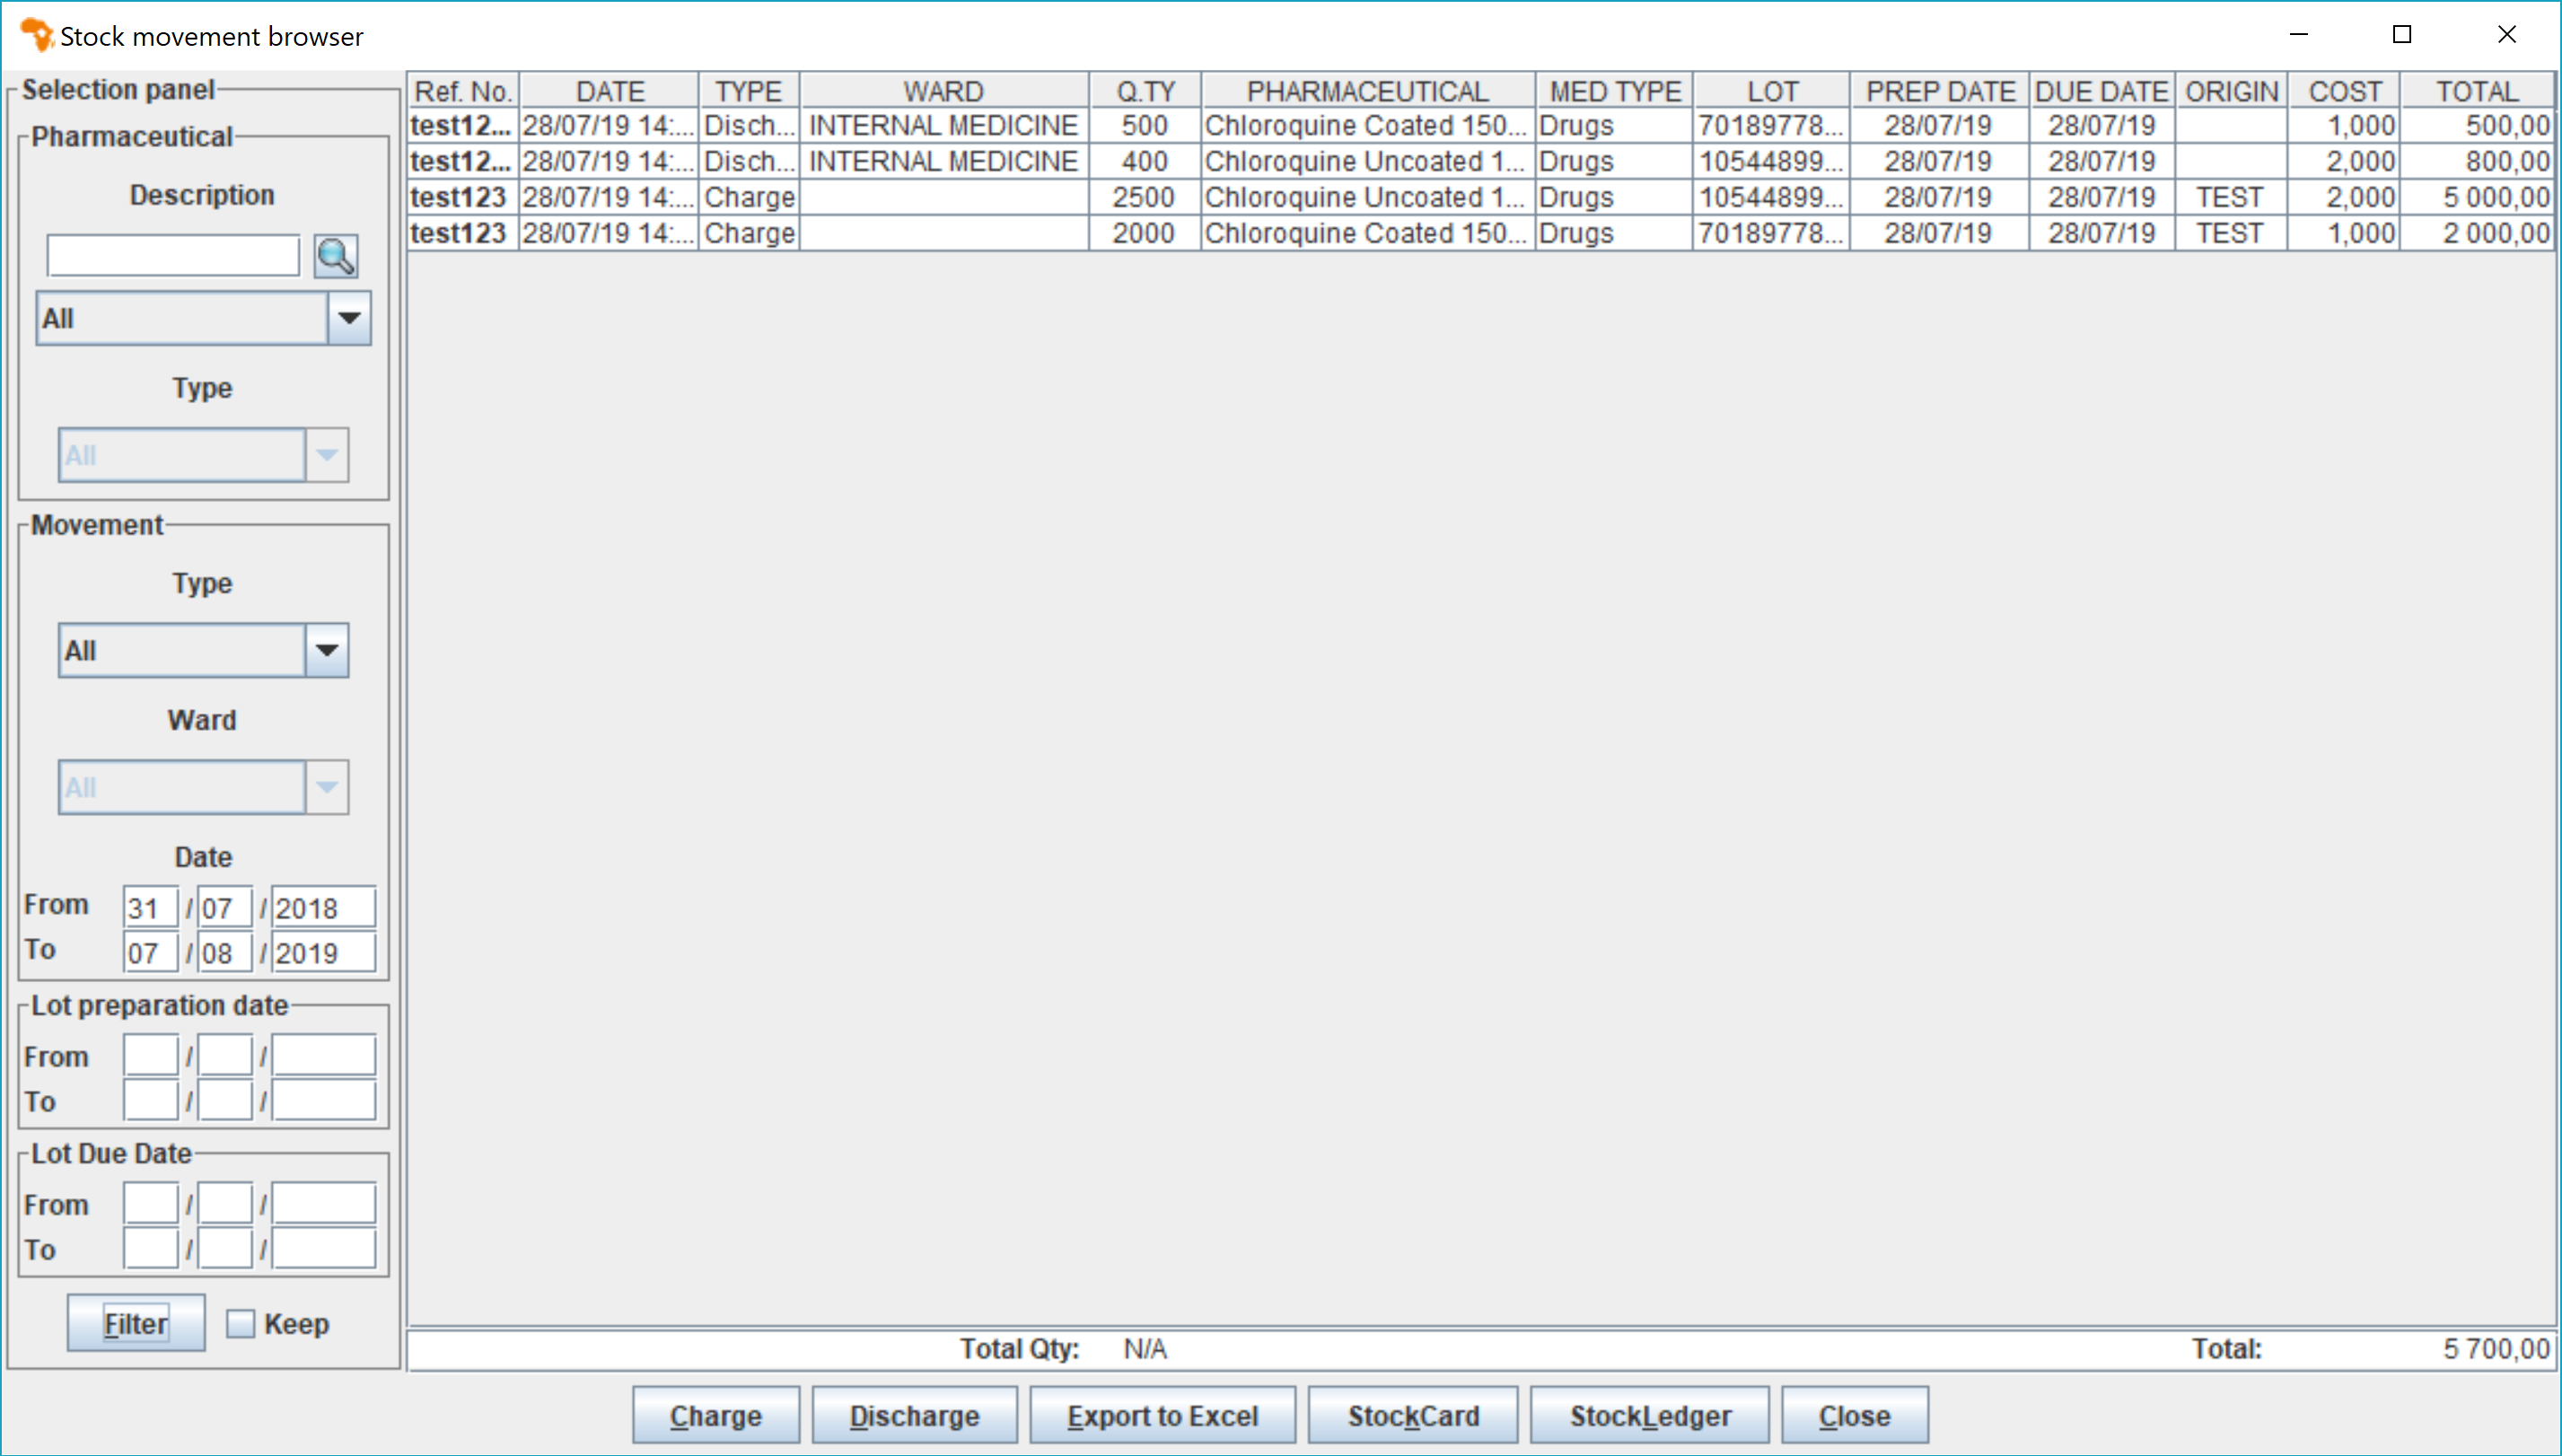 Stock movement browser
Selection panel
Pharmaceutical
Description
All
Type
All
Movement
Type
All
Ward
All
Date
From 31 / 07 / 2018
To 07 / 08 / 2019
Lot preparation date
From / /
To / /
Lot Due Date
From / /
To / /
Filter Keep
Ref. No. DATE TYPE WARD Q.TY PHARMACEUTICAL MED TYPE LOT PREP DATE DUE DATE ORIGIN COST TOTAL
test12... 28/07/19 14:... Disch... INTERNAL MEDICINE 500 Chloroquine Coated 150... Drugs 70189778... 28/07/19 28/07/19 1,000 500,00
test12... 28/07/19 14:... Disch... INTERNAL MEDICINE 400 Chloroquine Uncoated 1... Drugs 10544899... 28/07/19 28/07/19 2,000 800,00
test123 28/07/19 14:... Charge 2500 Chloroquine Uncoated 1... Drugs 10544899... 28/07/19 28/07/19 TEST 2,000 5 000,00
test123 28/07/19 14:... Charge 2000 Chloroquine Coated 150... Drugs 70189778... 28/07/19 28/07/19 TEST 1,000 2 000,00
Total Qty: N/A Total: 5 700,00
Charge Discharge Export to Excel StockCard StockLedger Close